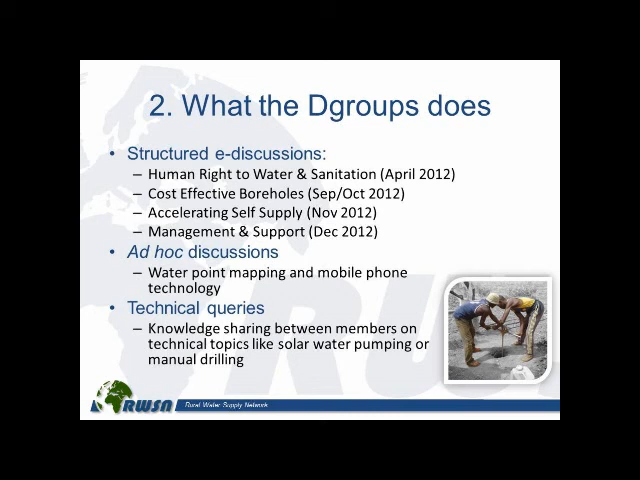 2. What the Dgroups does
• Structured e-discussions:
– Human Right to Water & Sanitation (April 2012)
– Cost Effective Boreholes (Sep/Oct 2012)
– Accelerating Self Supply (Nov 2012)
– Management & Support (Dec 2012)
• Ad hoc discussions
– Water point mapping and mobile phone
technology
• Technical queries
– Knowledge sharing between members on
technical topics like solar water pumping or
manual drilling
RWSN
Rural Water Supply Network
RWSN